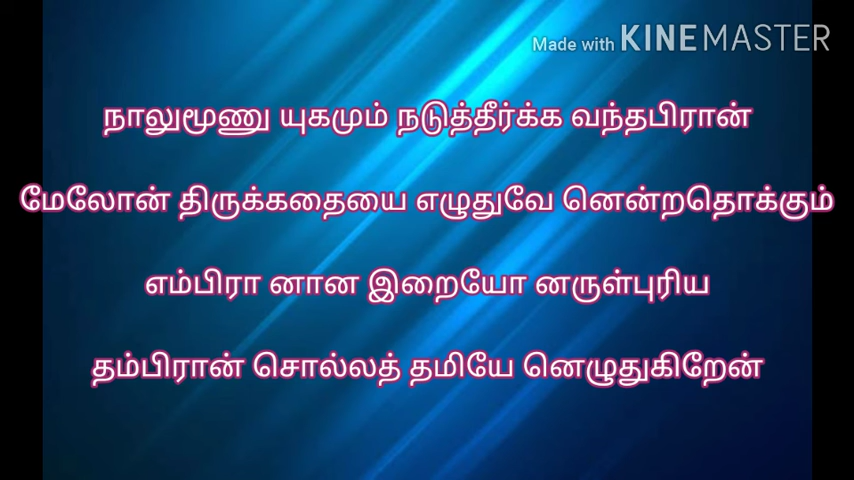 Made with KINEMASTER
நாலுமூணு யுகமும் நடுத்தீர்க்க வந்தபிரான்
மேலோன் திருக்கதையை எழுதுவே னென்றதொக்கும்
எம்பிரா னான இறையோ னருள்புரிய
தம்பிரான் சொல்லத் தமியே னெழுதுகிறேன்